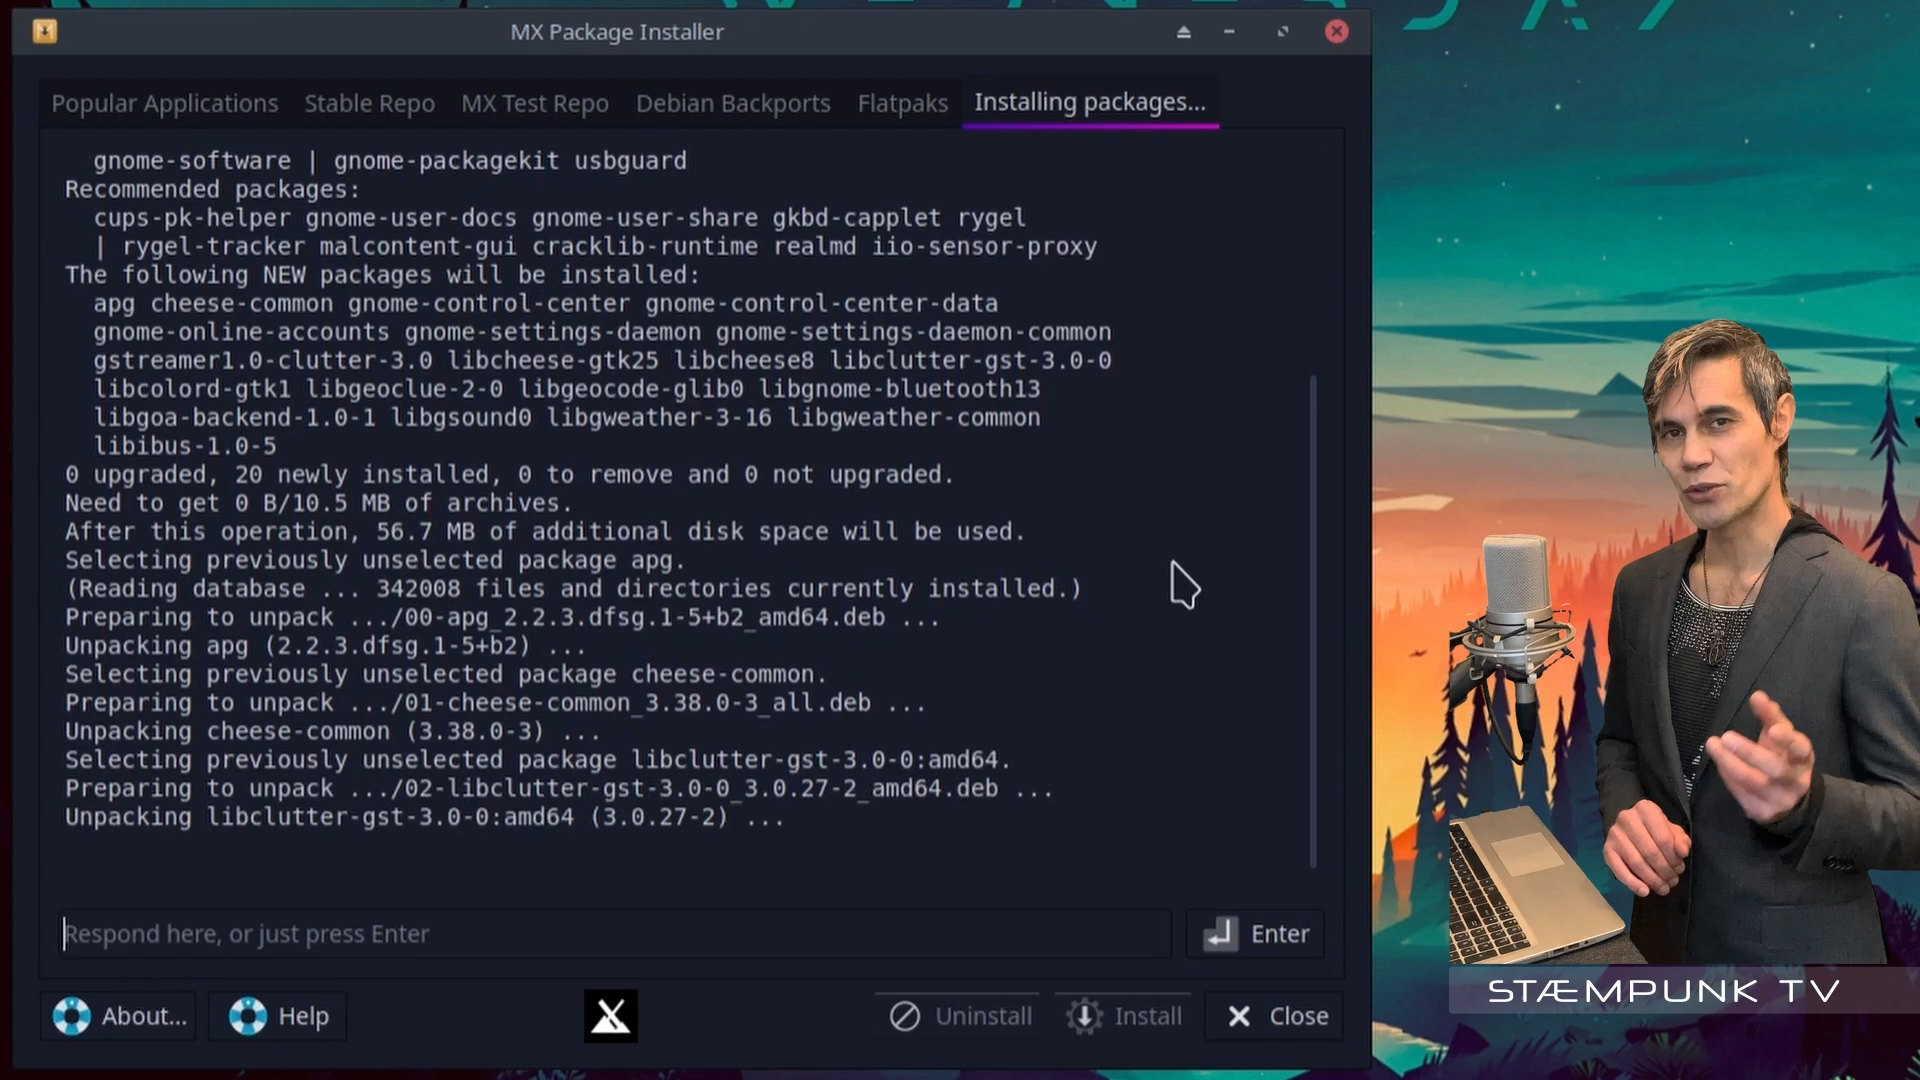 MX Package Installer
Popular Applications Stable Repo MX Test Repo Debian Backports Flatpaks Installing packages...
gnome-software | gnome-packagekit usbguard
Recommended packages:
cups-pk-helper gnome-user-docs gnome-user-share gkbd-capplet rygel
| rygel-tracker malcontent-gui cracklib-runtime realmd iio-sensor-proxy
The following NEW packages will be installed:
apg cheese-common gnome-control-center gnome-control-center-data
gnome-online-accounts gnome-settings-daemon gnome-settings-daemon-common
gstreamer1.0-clutter-3.0 libcheese-gtk25 libcheese8 libclutter-gst-3.0-0
libcolord-gtk1 libgeoclue-2-0 libgeocode-glib0 libgnome-bluetooth13
libgoa-backend-1.0-1 libgsound0 libgweather-3-16 libgweather-common
libibus-1.0-5
0 upgraded, 20 newly installed, 0 to remove and 0 not upgraded.
Need to get 0 B/10.5 MB of archives.
After this operation, 56.7 MB of additional disk space will be used.
Selecting previously unselected package apg.
(Reading database ... 342008 files and directories currently installed.)
Preparing to unpack .../00-apg_2.2.3.dfsg.1-5+b2_amd64.deb ...
Unpacking apg (2.2.3.dfsg.1-5+b2) ...
Selecting previously unselected package cheese-common.
Preparing to unpack .../01-cheese-common_3.38.0-3_all.deb ...
Unpacking cheese-common (3.38.0-3) ...
Selecting previously unselected package libclutter-gst-3.0-0:amd64.
Preparing to unpack .../02-libclutter-gst-3.0-0_3.0.27-2_amd64.deb ...
Unpacking libclutter-gst-3.0-0:amd64 (3.0.27-2) ...
Respond here, or just press Enter
Enter
About... Help Uninstall Install Close
STÆMPUNK TV